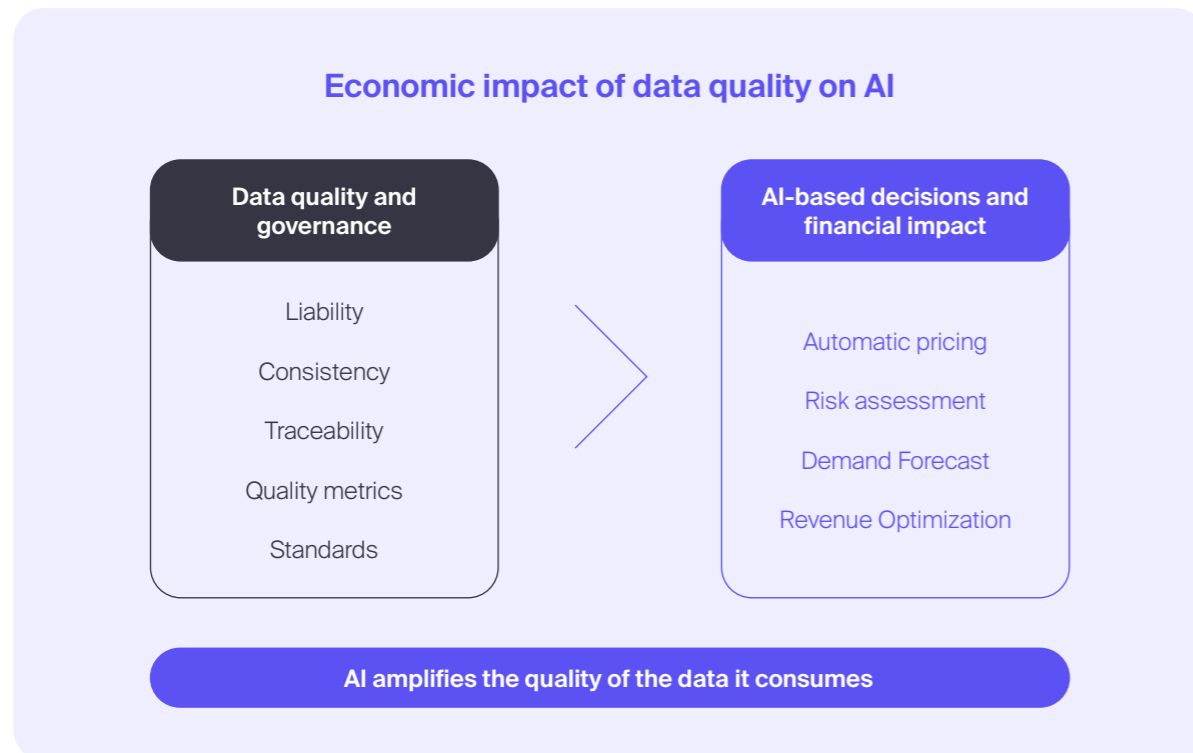 Economic impact of data quality on AI
Data quality and
governance
Liability
Consistency
Traceability
Quality metrics
Standards
AI-based decisions and
financial impact
Automatic pricing
Risk assessment
Demand Forecast
Revenue Optimization
AI amplifies the quality of the data it consumes